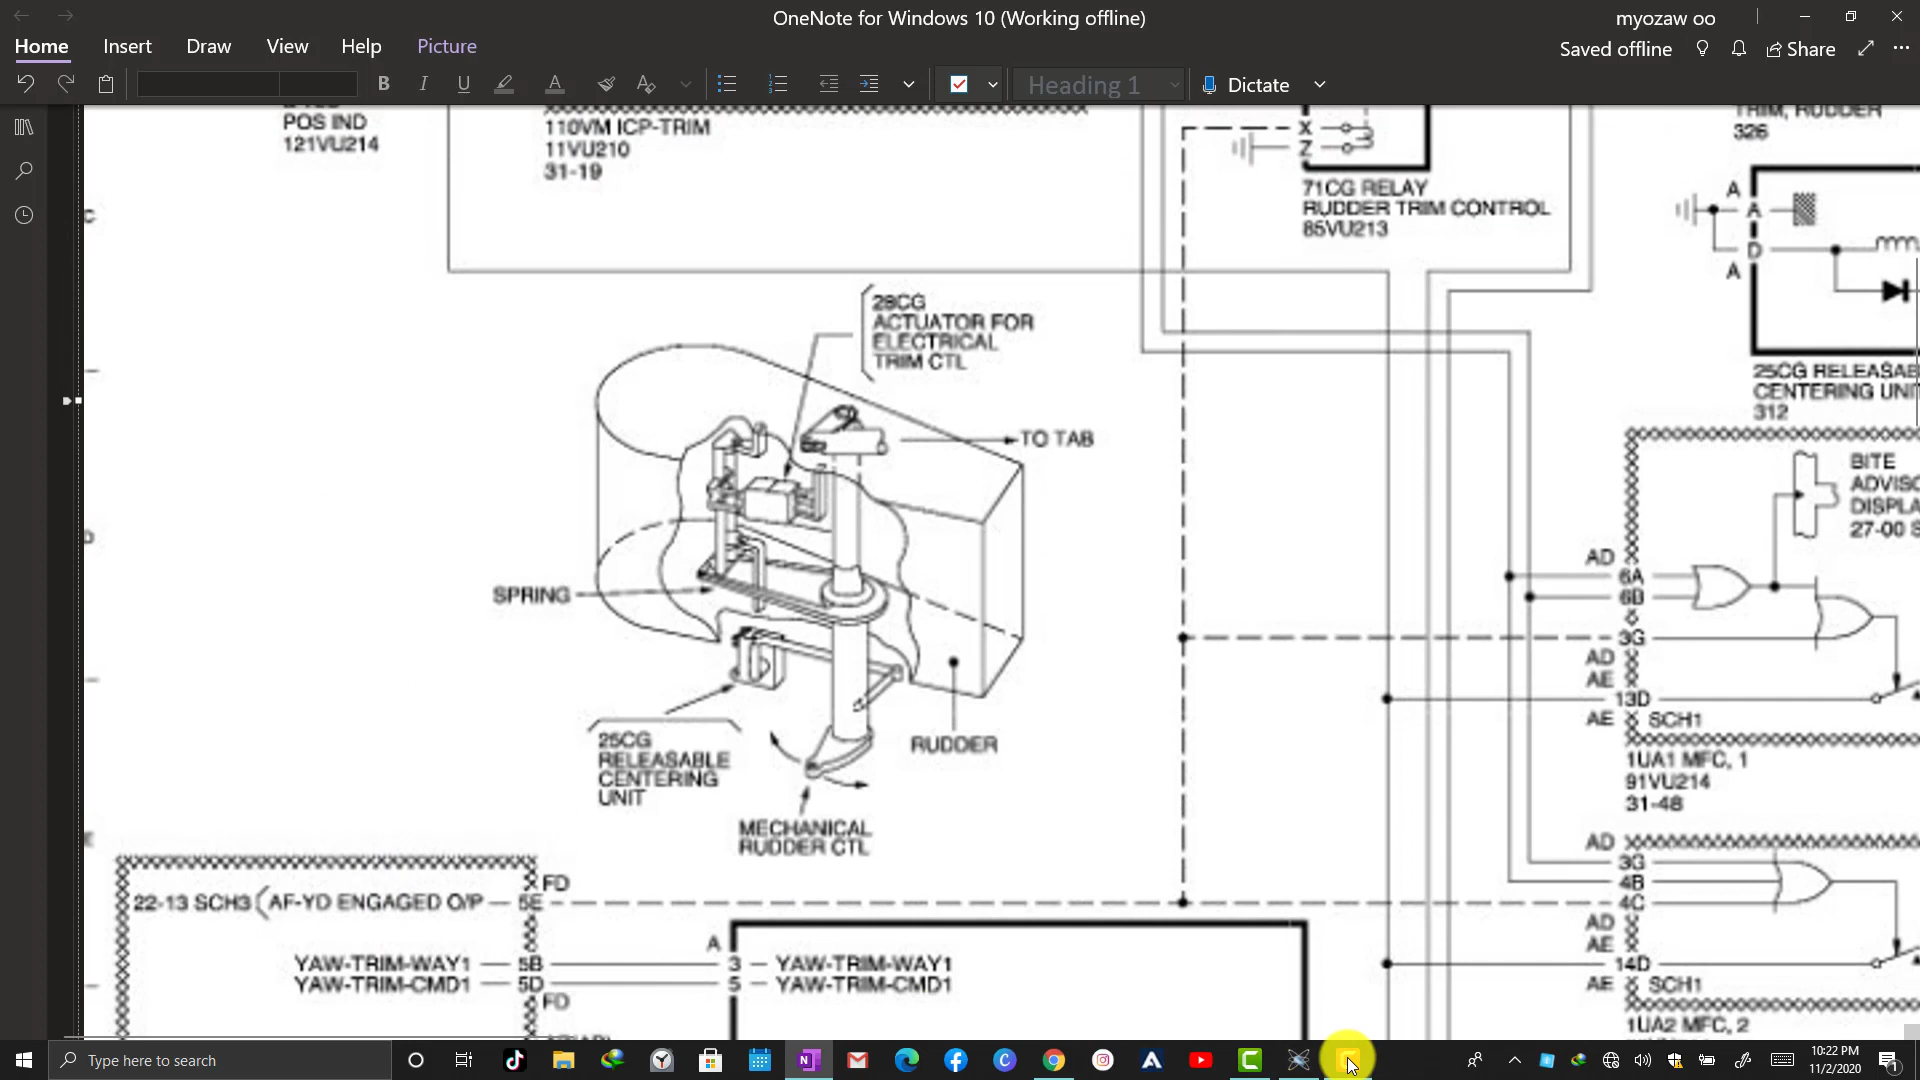 OneNote for Windows 10 (Working offline)
myozaw oo
Home Insert Draw View Help Picture
Saved offline
Share
B I U A
Heading 1
Dictate
POS IND
121VU214
110VM ICP-TRIM
11VU210
31-19
X
Z
71CG RELAY
RUDDER TRIM CONTROL
85VU213
TRIM, RUDDER
326
A
A
D
A
25CG RELEASAB
CENTERING UNI
312
C
D
E
28CG
ACTUATOR FOR
ELECTRICAL
TRIM CTL
TO TAB
SPRING
25CG
RELEASABLE
CENTERING
UNIT
RUDDER
MECHANICAL
RUDDER CTL
BITE
ADVISO
DISPLA
27-00 S
AD
6A
6B
3G
AD
AE
13D
AE SCH1
1UA1 MFC, 1
91VU214
31-48
AD
3G
4B
4C
AD
AE
14D
AE SCH1
1UA2 MFC, 2
FD
22-13 SCH3 AF-YD ENGAGED O/P 5E
A
YAW-TRIM-WAY1 5B 3 YAW-TRIM-WAY1
YAW-TRIM-CMD1 5D 5 YAW-TRIM-CMD1
FD
Type here to search
10:22 PM
11/2/2020
1